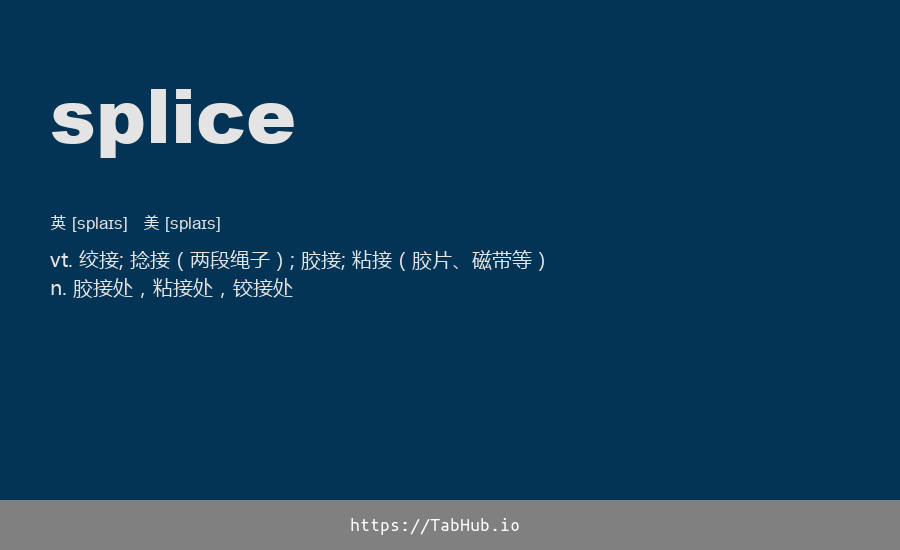 splice
英 [splaɪs]   美 [splaɪs]
vt. 绞接; 捻接（两段绳子）; 胶接; 粘接（胶片、磁带等）
n. 胶接处，粘接处，铰接处
https://TabHub.io